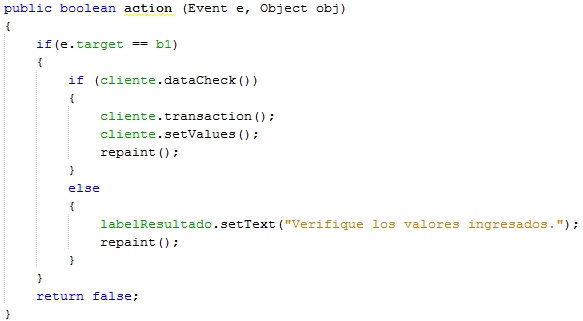 public boolean action (Event e, Object obj)
{
if(e.target == b1)
{
if (cliente.dataCheck())
{
cliente.transaction();
cliente.setValues();
repaint();
}
else
{
labelResultado.setText("Verifique los valores ingresados.");
repaint();
}
}
return false;
}